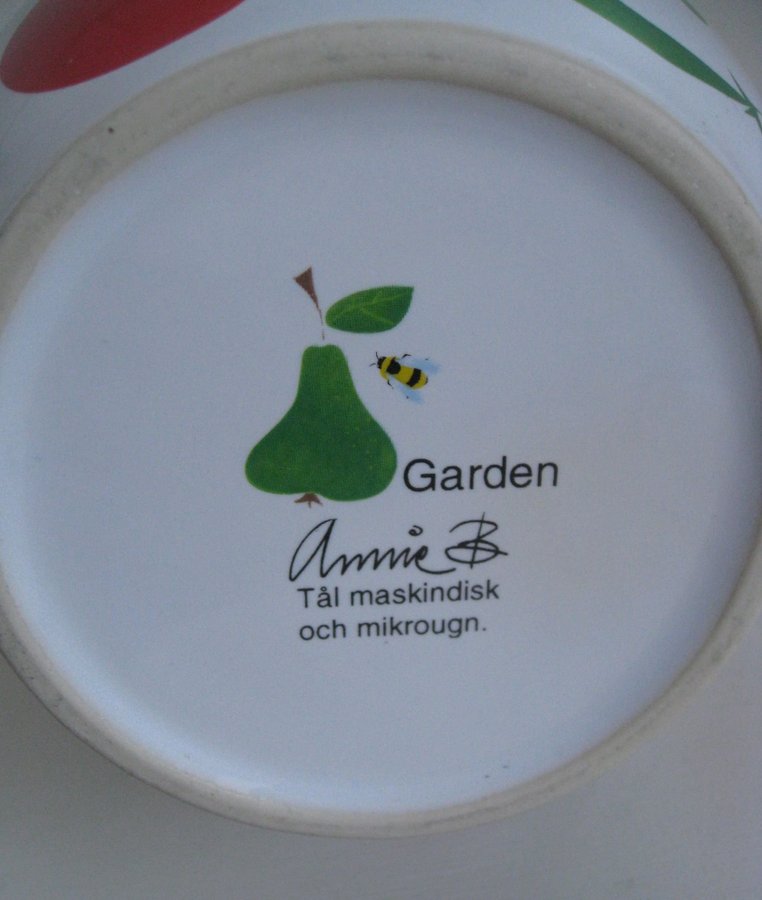 Garden
Annie B
Tål maskindisk
och mikrougn.